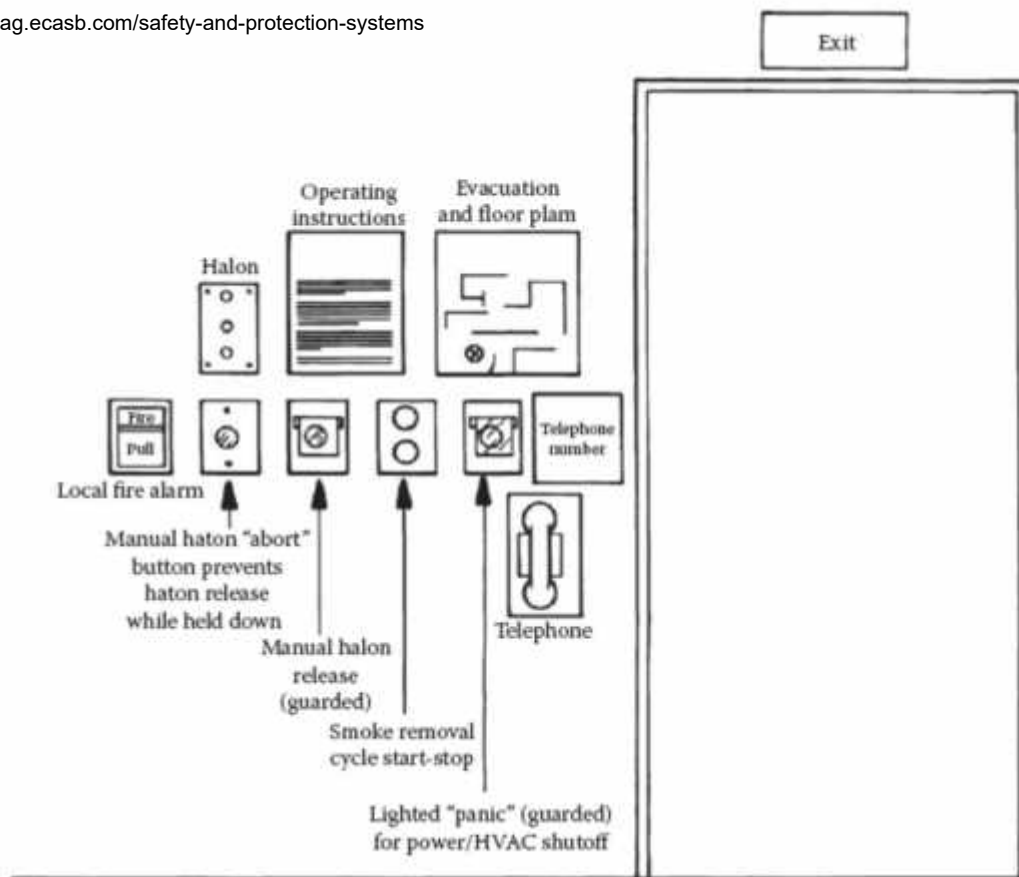 ag.ecasb.com/safety-and-protection-systems
Exit
Operating
instructions
Evacuation
and floor plam
Halon
Fire
Pull
Telephone
number
Local fire alarm
Manual haton "abort"
button prevents
haton release
while held down
Telephone
Manual halon
release
(guarded)
Smoke removal
cycle start-stop
Lighted "panic" (guarded)
for power/HVAC shutoff